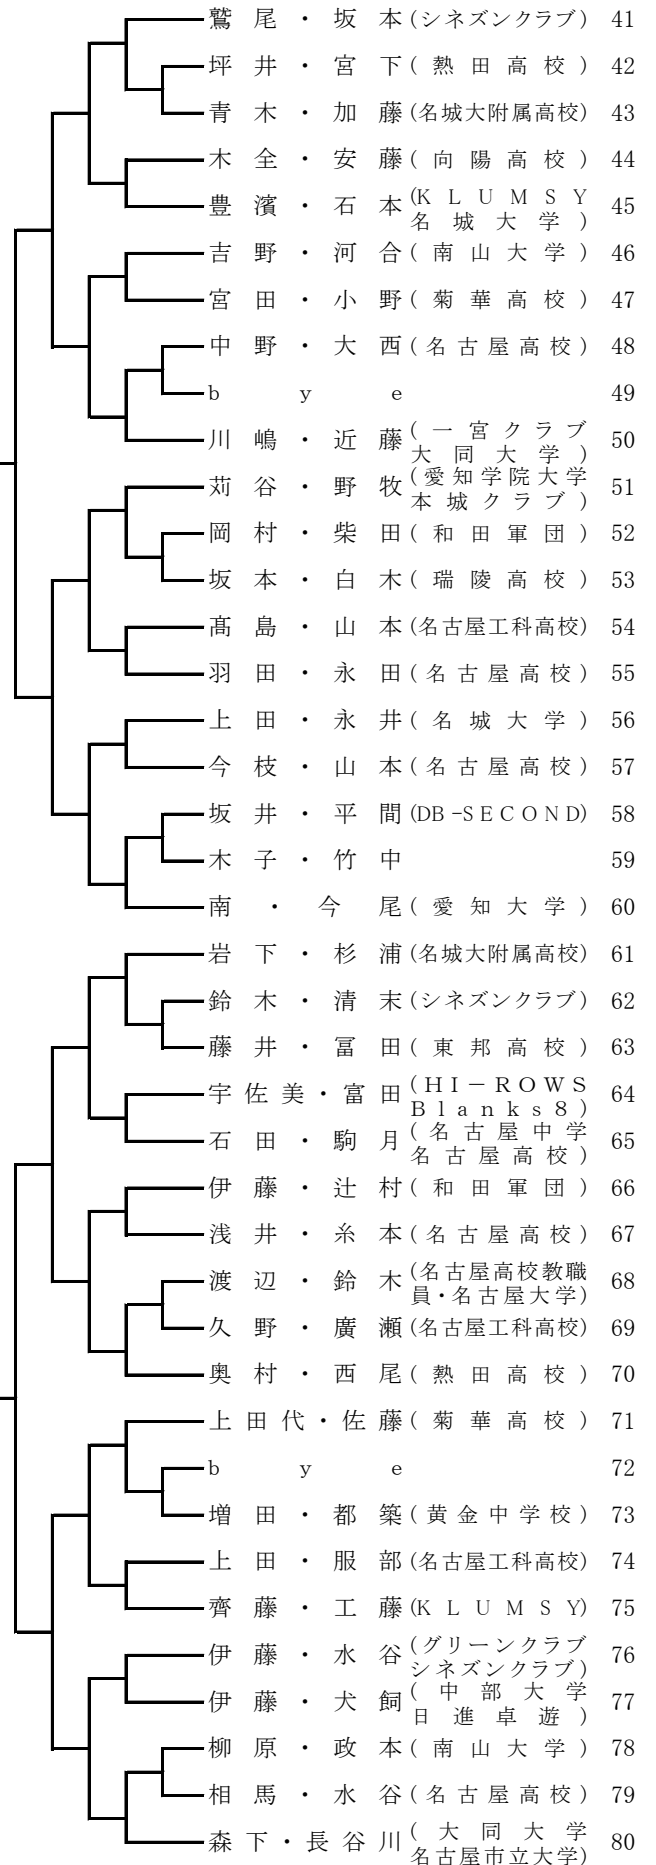 鷲尾・坂本(シネズンクラブ) 41
坪井・宮下(熱田高校) 42
青木・加藤(名城大附属高校) 43
木全・安藤(向陽高校) 44
豊濱・石本(KLUMSY
名城大学) 45
吉野・河合(南山大学) 46
宮田・小野(菊華高校) 47
中野・大西(名古屋高校) 48
bye 49
川嶋・近藤(一宮クラブ
大同大学) 50
苅谷・野牧(愛知学院大学
本城クラブ) 51
岡村・柴田(和田軍団) 52
坂本・白木(瑞陵高校) 53
髙島・山本(名古屋工科高校) 54
羽田・永田(名古屋高校) 55
上田・永井(名城大学) 56
今枝・山本(名古屋高校) 57
坂井・平間(DB-SECOND) 58
木子・竹中 59
南・今尾(愛知大学) 60
岩下・杉浦(名城大附属高校) 61
鈴木・清末(シネズンクラブ) 62
藤井・冨田(東邦高校) 63
宇佐美・富田(HI-ROWS
Blanks8) 64
石田・駒月(名古屋中学
名古屋高校) 65
伊藤・辻村(和田軍団) 66
浅井・糸本(名古屋高校) 67
渡辺・鈴木(名古屋高校教職
員・名古屋大学) 68
久野・廣瀬(名古屋工科高校) 69
奥村・西尾(熱田高校) 70
上田代・佐藤(菊華高校) 71
bye 72
増田・都築(黄金中学校) 73
上田・服部(名古屋工科高校) 74
齊藤・工藤(KLUMSY) 75
伊藤・水谷(グリーンクラブ
シネズンクラブ) 76
伊藤・犬飼(中部大学
日進卓遊) 77
柳原・政本(南山大学) 78
相馬・水谷(名古屋高校) 79
森下・長谷川(大同大学
名古屋市立大学) 80